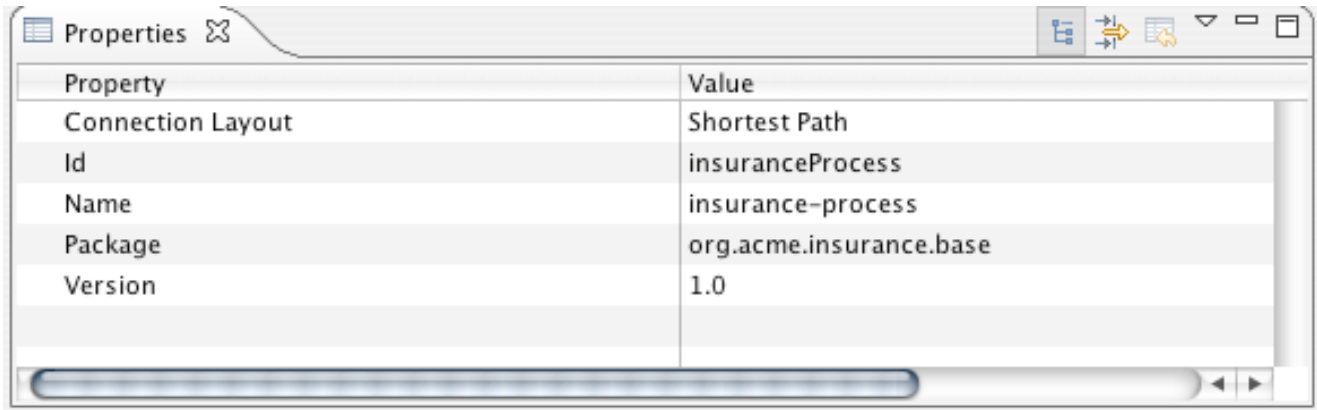 Properties
Property Value
Connection Layout Shortest Path
Id insuranceProcess
Name insurance-process
Package org.acme.insurance.base
Version 1.0